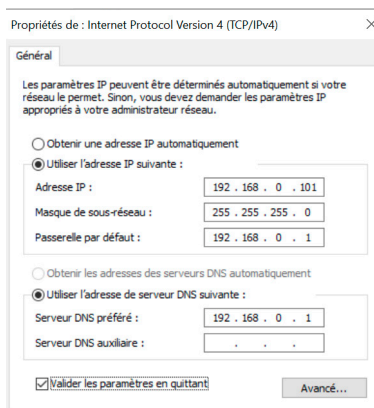 Propriétés de : Internet Protocol Version 4 (TCP/IPv4)
Général
Les paramètres IP peuvent être déterminés automatiquement si votre
réseau le permet. Sinon, vous devez demander les paramètres IP
appropriés à votre administrateur réseau.
Obtenir une adresse IP automatiquement
Utiliser l'adresse IP suivante :
Adresse IP : 192 . 168 . 0 . 101
Masque de sous-réseau : 255 . 255 . 255 . 0
Passerelle par défaut : 192 . 168 . 0 . 1
Obtenir les adresses des serveurs DNS automatiquement
Utiliser l'adresse de serveur DNS suivante :
Serveur DNS préféré : 192 . 168 . 0 . 1
Serveur DNS auxiliaire : . . .
Valider les paramètres en quittant
Avancé...